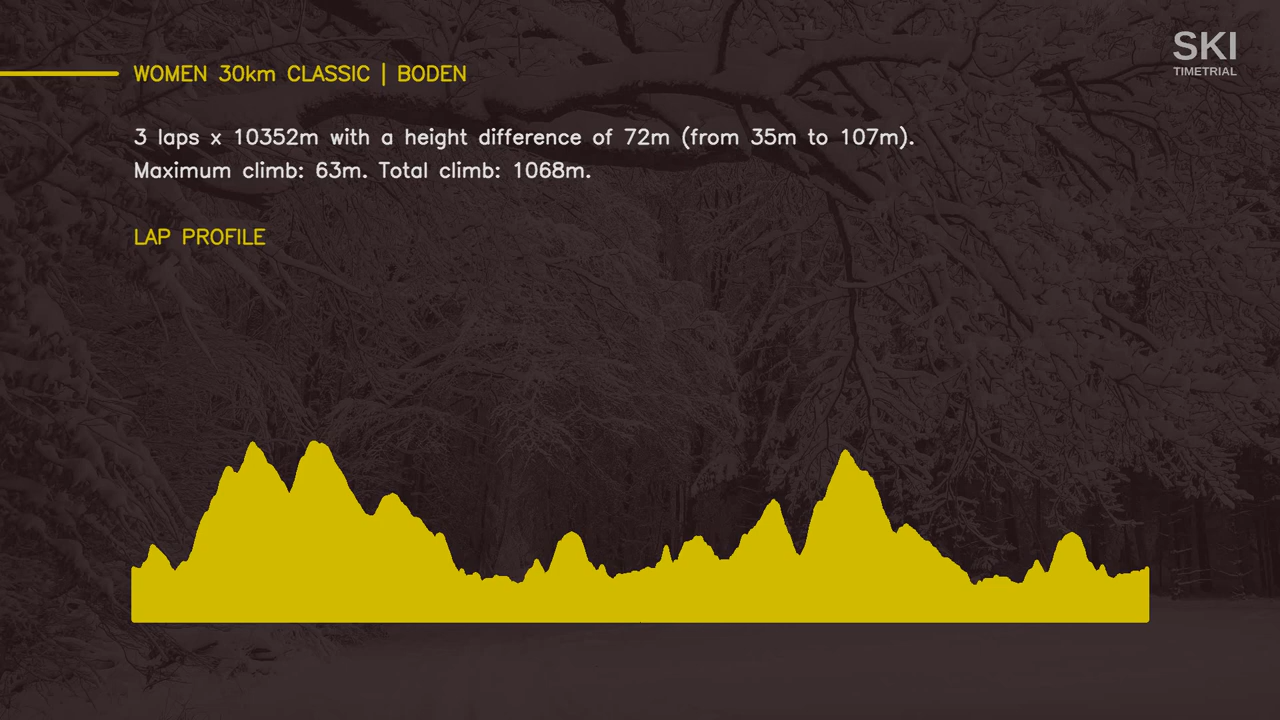 SKI
TIMETRIAL
WOMEN 30km CLASSIC | BODEN
3 laps x 10352m with a height difference of 72m (from 35m to 107m).
Maximum climb: 63m. Total climb: 1068m.
LAP PROFILE